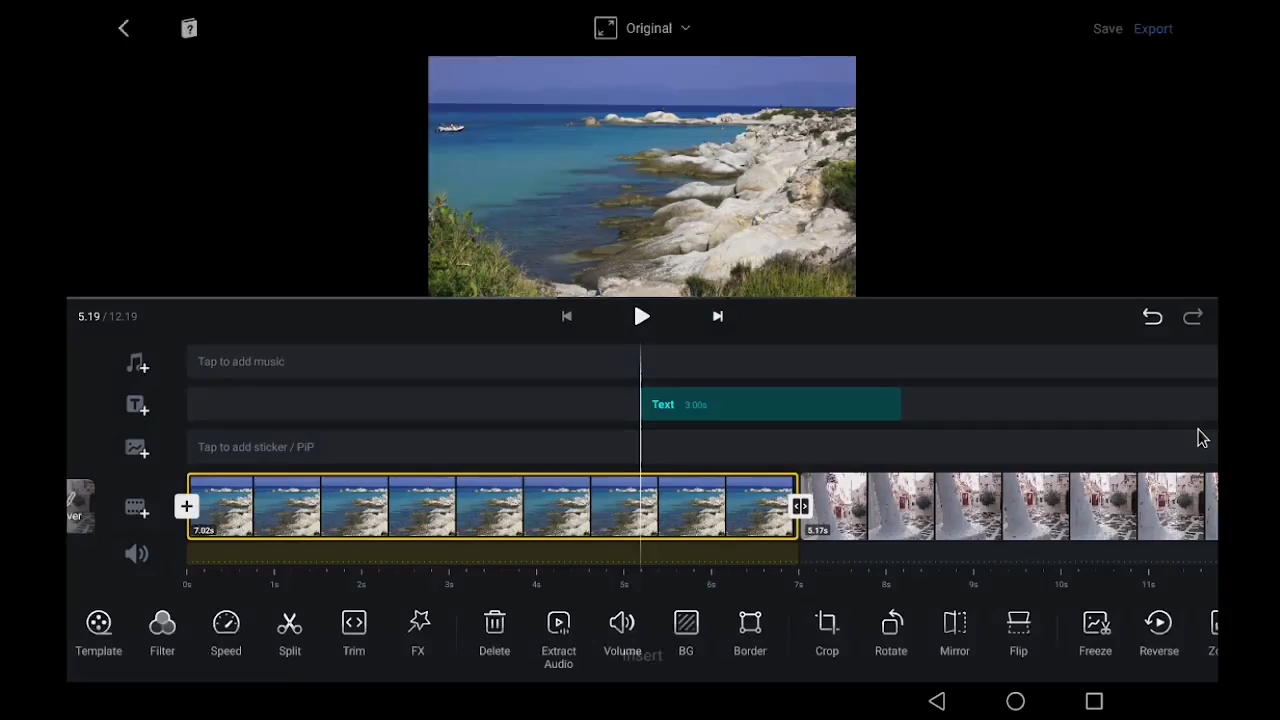 Original
Save Export
5.19 / 12.19
Tap to add music
Text 3.00s
Tap to add sticker / PiP
ver
7.02s
5.17s
0s 1s 2s 3s 4s 5s 6s 7s 8s 9s 10s 11s
Template Filter Speed Split Trim FX Delete Extract Audio Volume BG Border Crop Rotate Mirror Flip Freeze Reverse Zo
Insert